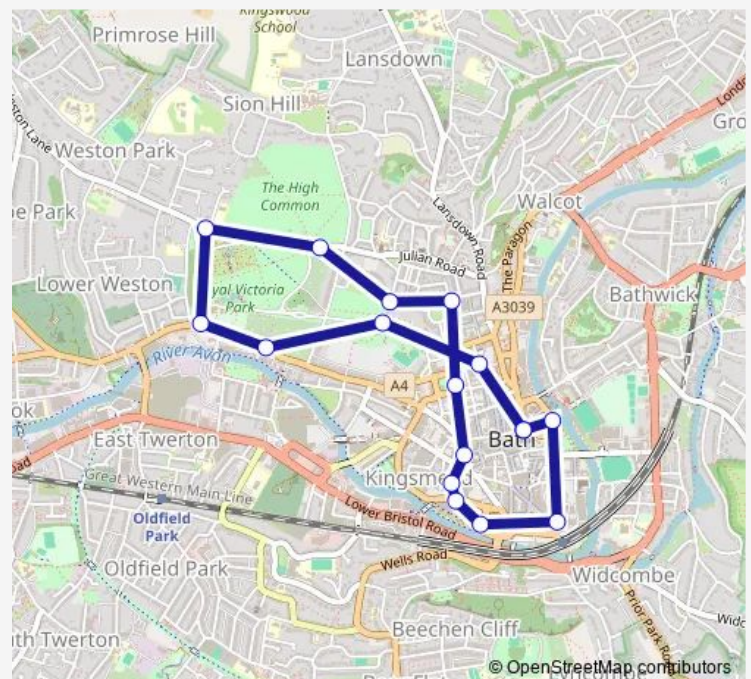 Kingswood
School
Primrose Hill
Lansdown
Sion Hill
Weston Park
Walcot
The High
Common
Lansdown Road
The Paragon
Julian Road
Lower Weston
Park
A3039
Bathwick
River Avon
A4
East Twerton
Bath
Great Western Main Line
Oldfield
Park
Lower Bristol Road
Wells Road
Oldfield Park
Widcombe
Prior Park
Beechen Cliff
© OpenStreetMap contributors